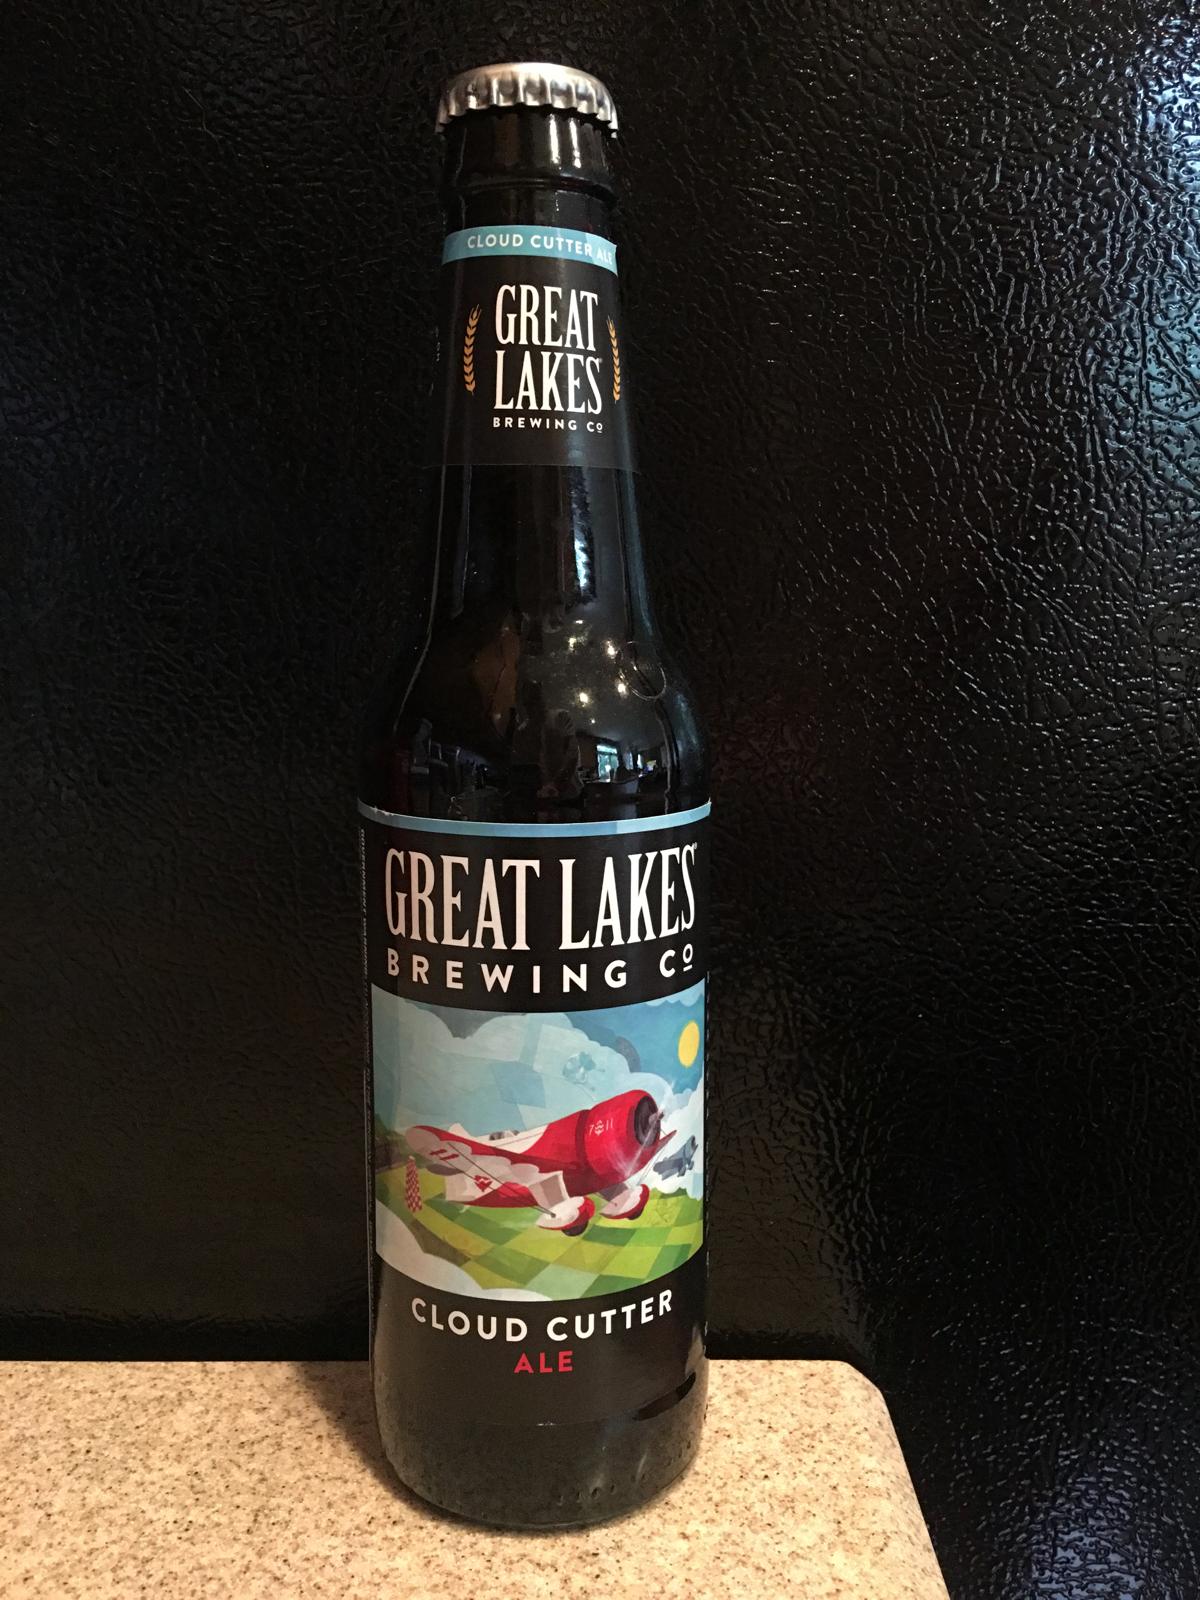 CLOUD CUTTER ALE
GREAT
LAKES
BREWING Cº
GREAT LAKES®
BREWING Cº
CLOUD CUTTER
ALE